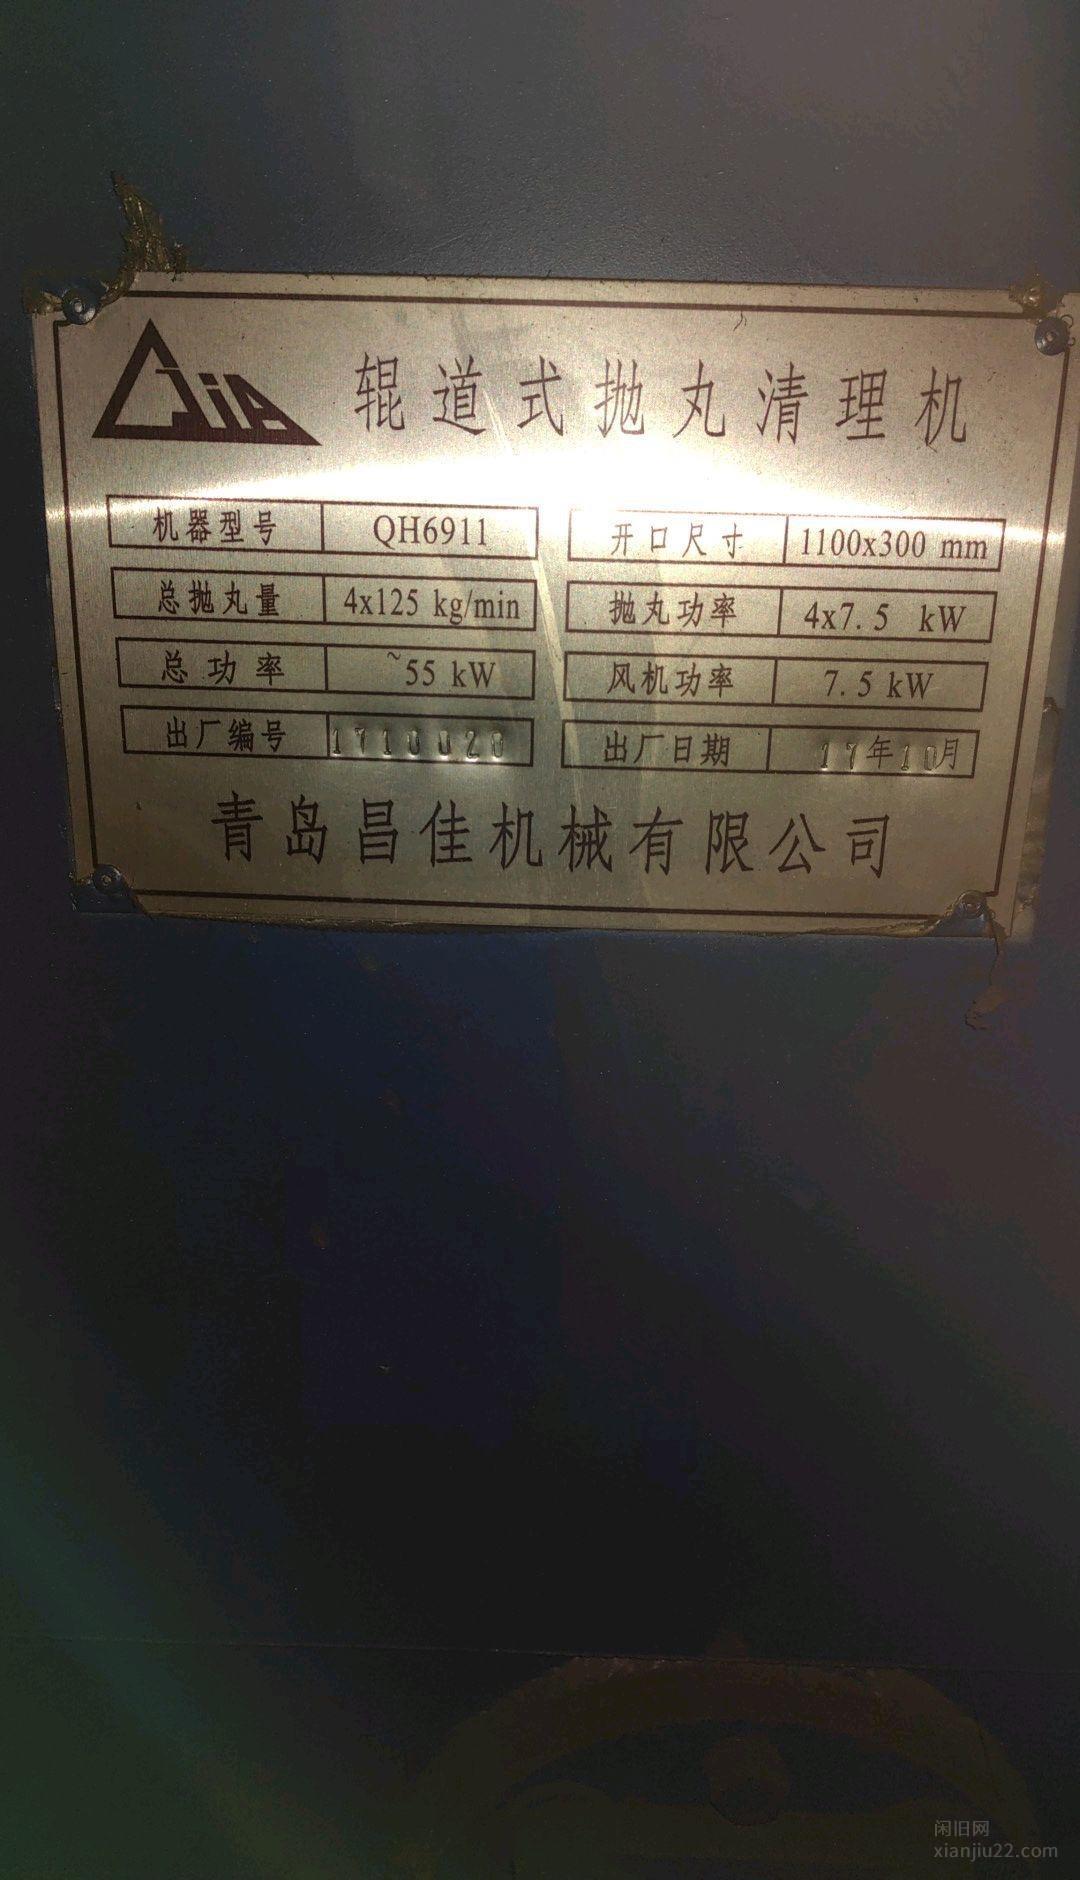 JiA 辊道式抛丸清理机
机器型号 QH6911 开口尺寸 1100x300 mm
总抛丸量 4x125 kg/min 抛丸功率 4x7.5 kW
总功率 ~55 kW 风机功率 7.5 kW
出厂编号 1710020 出厂日期 17年10月
青岛昌佳机械有限公司
闲旧网
xianjiu22.com